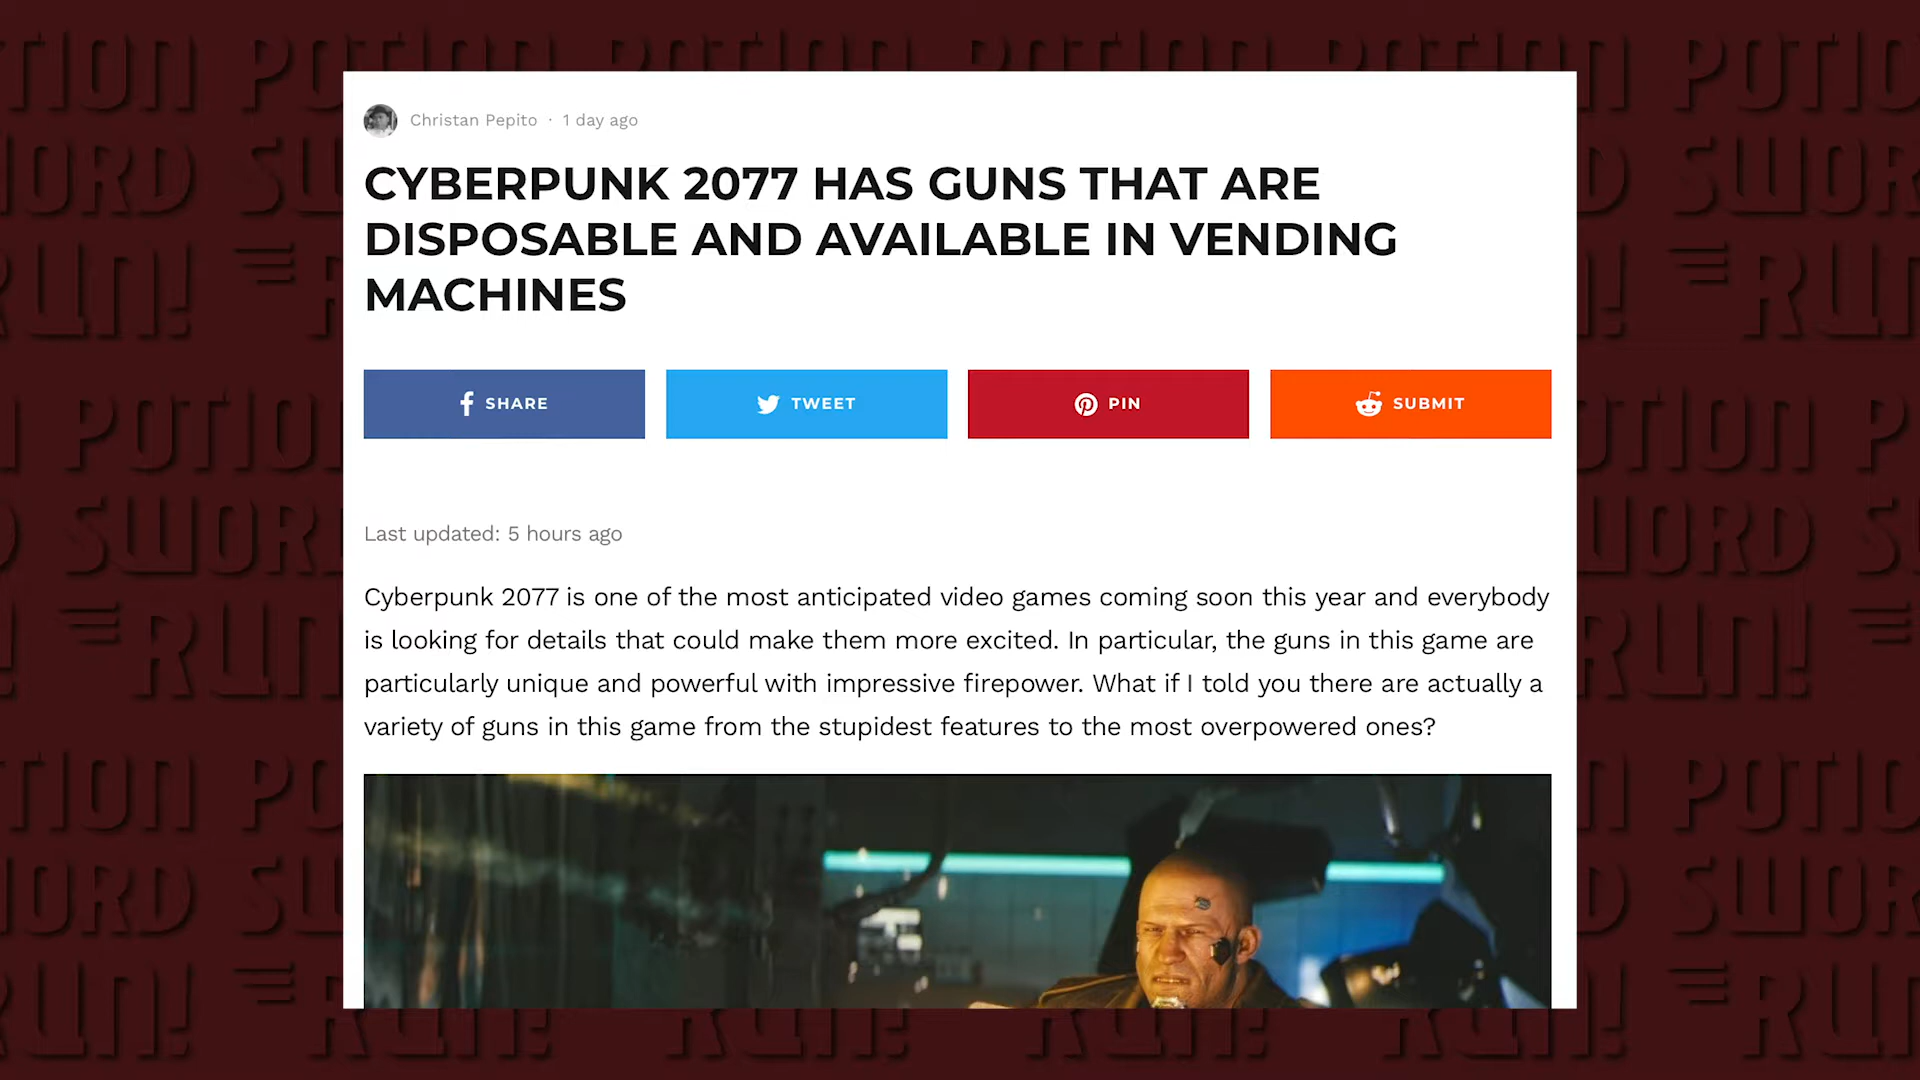 Christan Pepito · 1 day ago
CYBERPUNK 2077 HAS GUNS THAT ARE
DISPOSABLE AND AVAILABLE IN VENDING
MACHINES
SHARE TWEET PIN SUBMIT
Last updated: 5 hours ago
Cyberpunk 2077 is one of the most anticipated video games coming soon this year and everybody
is looking for details that could make them more excited. In particular, the guns in this game are
particularly unique and powerful with impressive firepower. What if I told you there are actually a
variety of guns in this game from the stupidest features to the most overpowered ones?
POTION
SWORD
RUN!